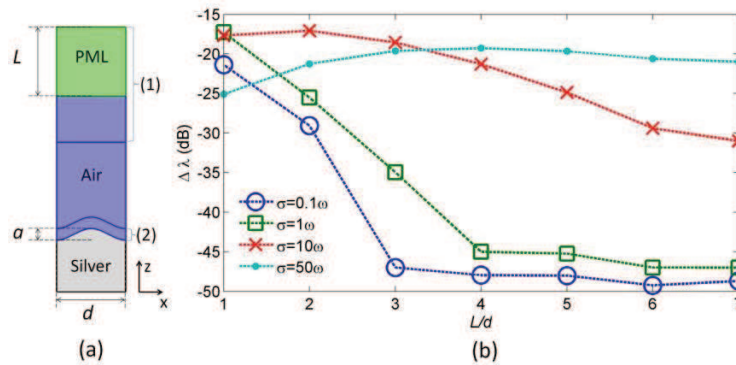 L
PML
(1)
Air
a
(2)
Silver
z
x
d
(a)
-15
-20
-25
-30
-35
-40
-45
-50
Δ λ (dB)
σ=0.1ω
σ=1ω
σ=10ω
σ=50ω
1 2 3 4 5 6 7
L/d
(b)